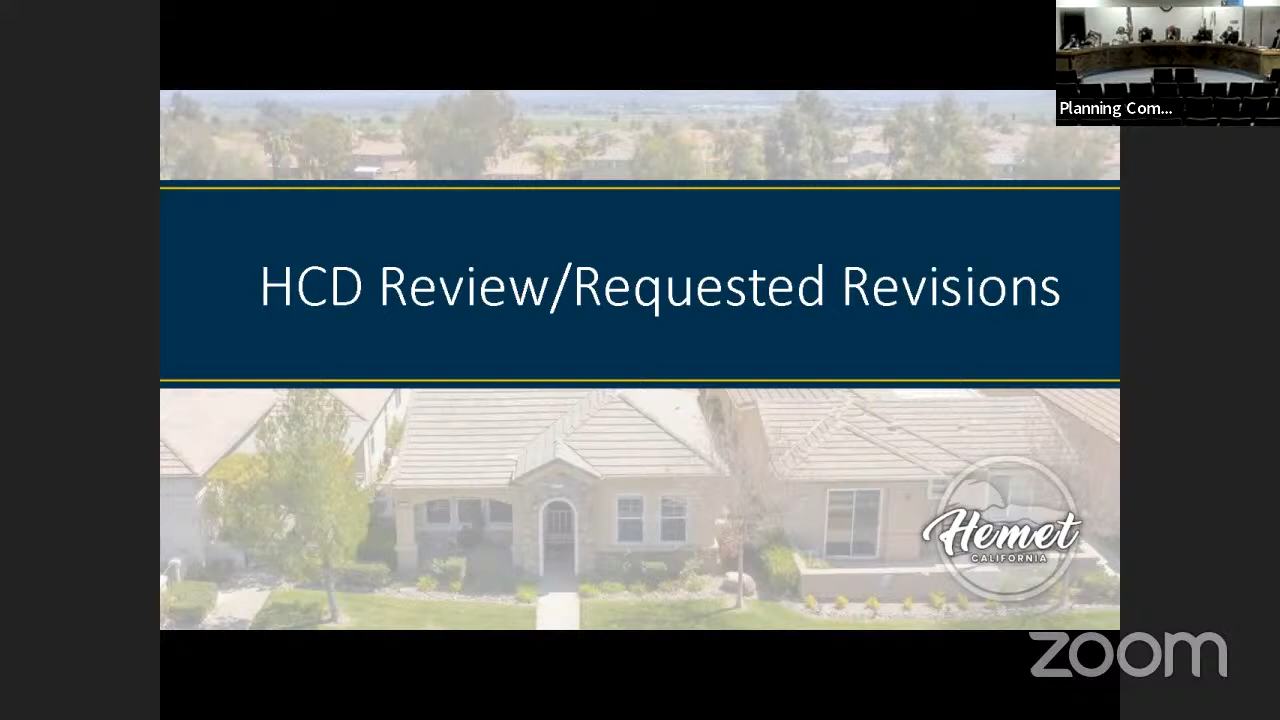 Planning Com...
HCD Review/Requested Revisions
Hemet
CALIFORNIA
zoom